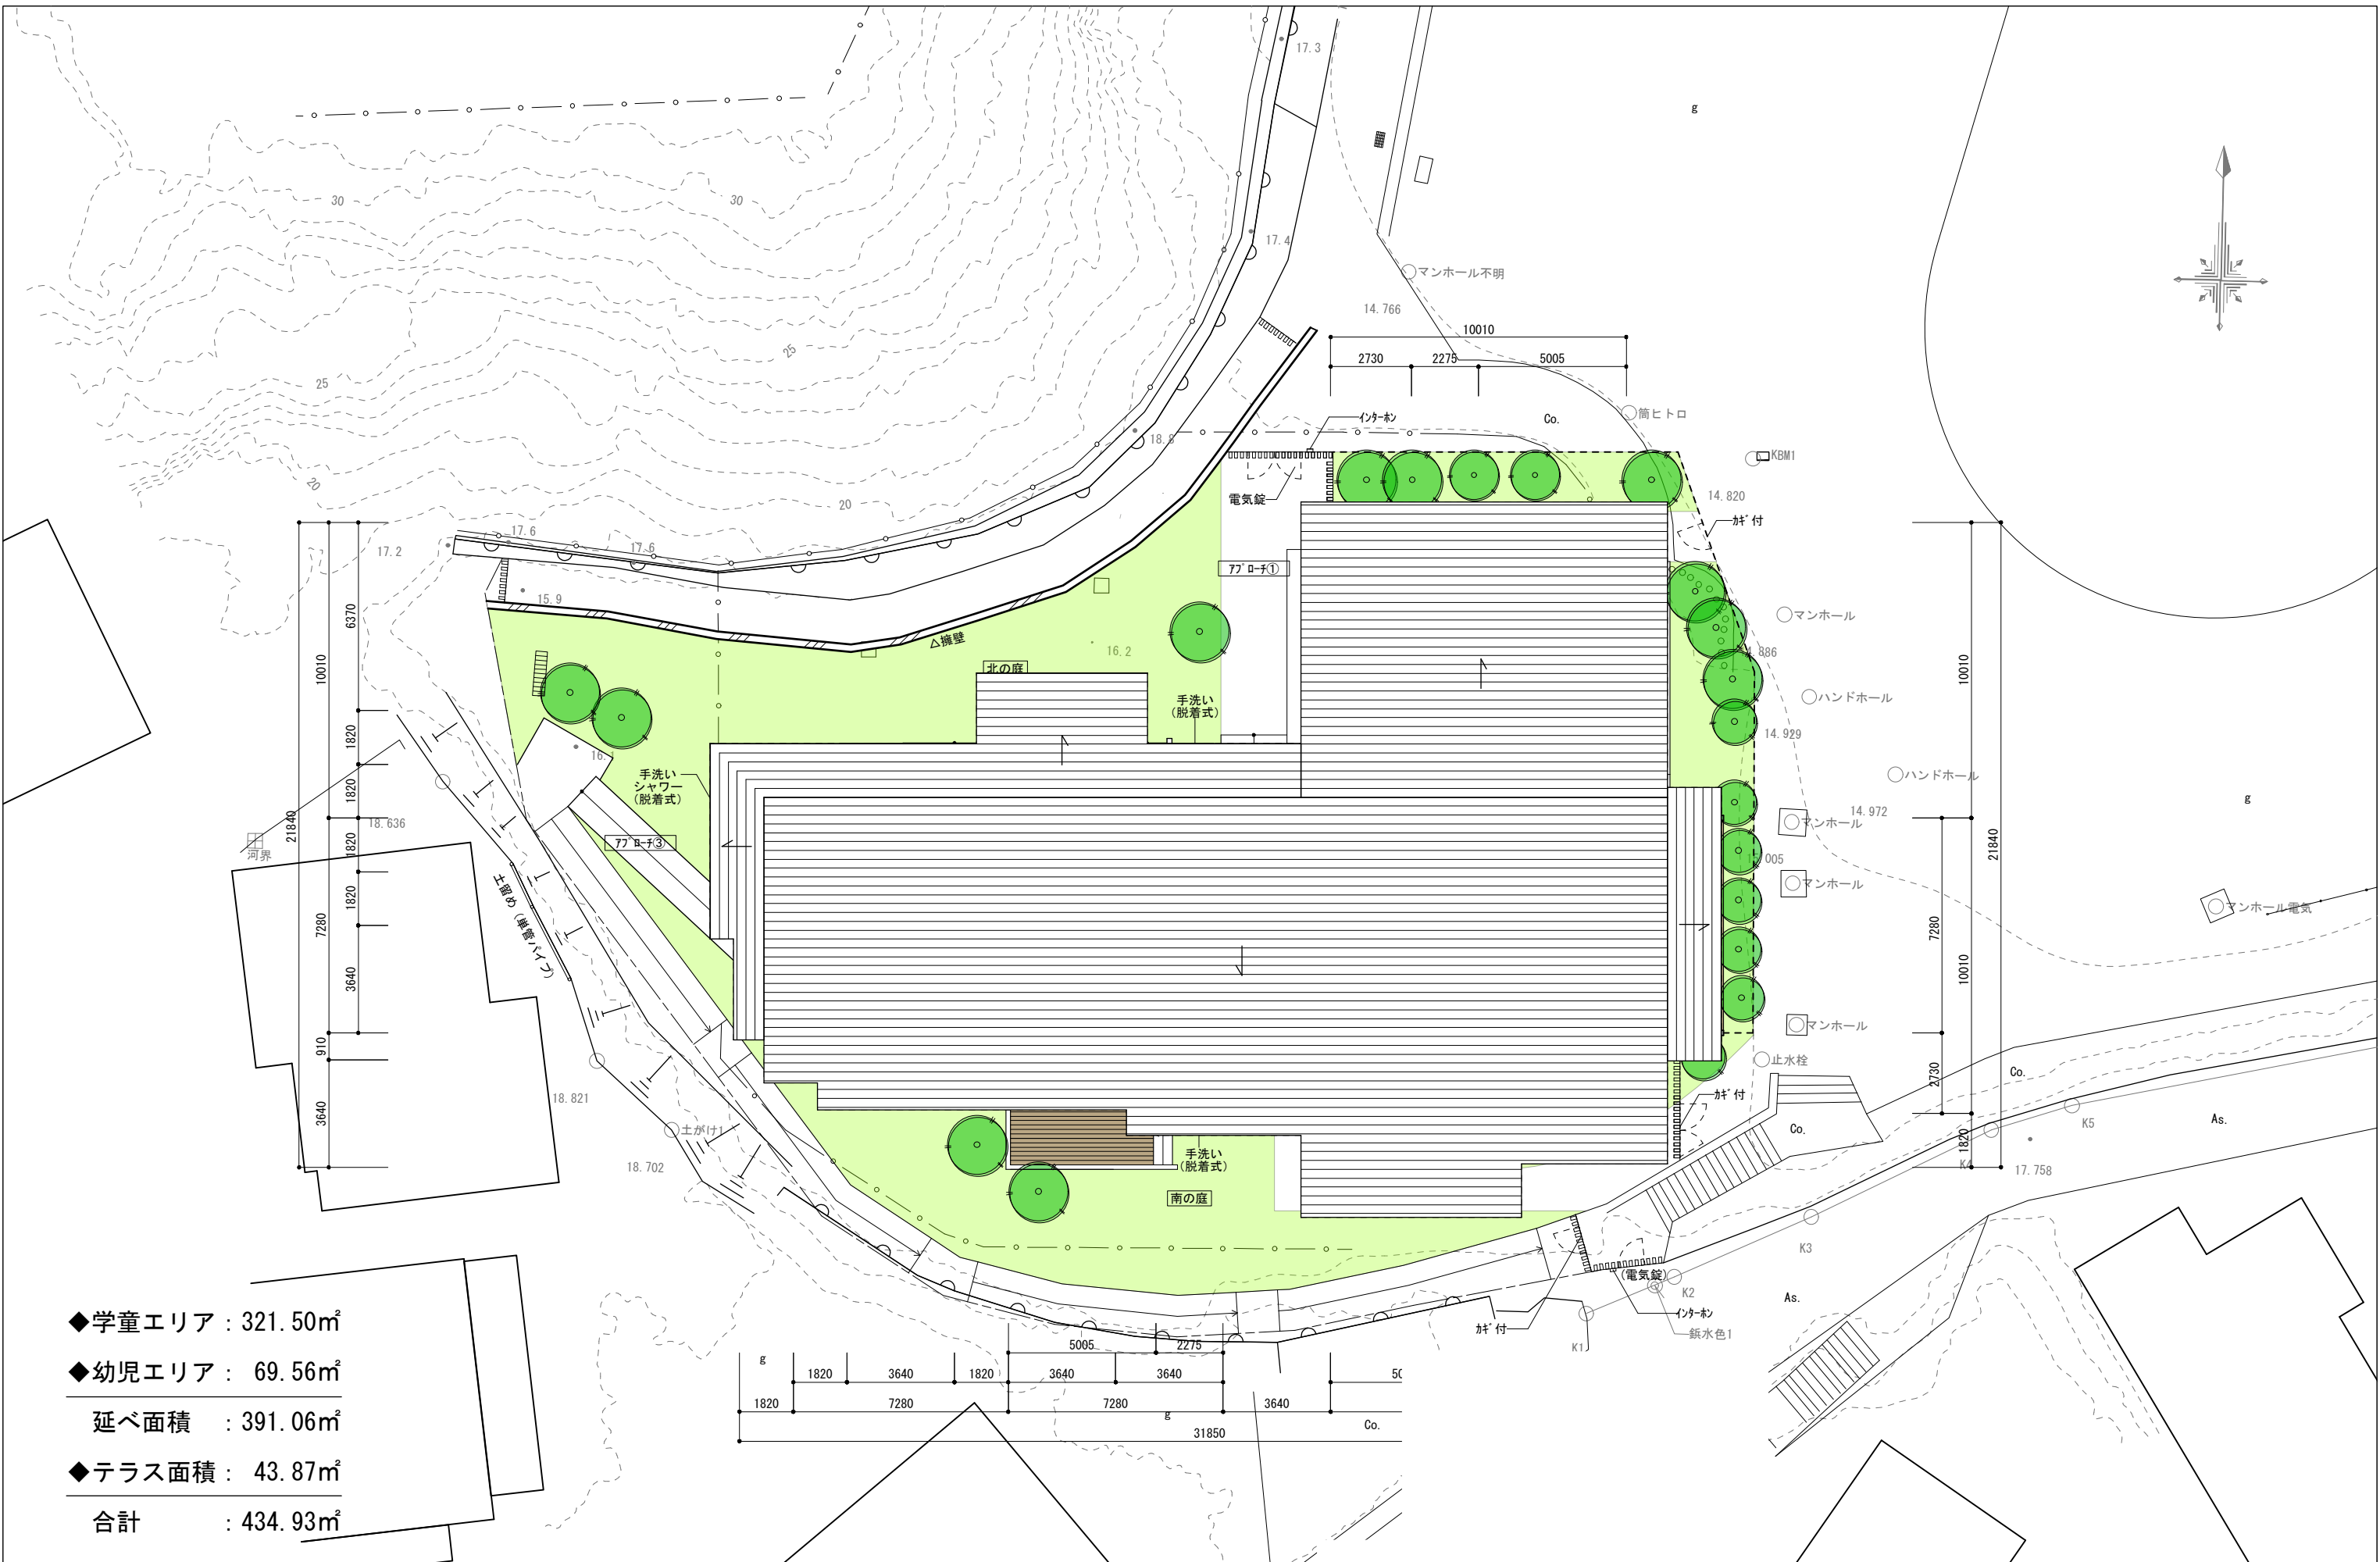 17.3
g
30
30
17.4
マンホール不明
14.766
10010
2730
2275
5005
25
25
インターホン
Co.
筒ヒトロ
18.8
KBM1
20
20
電気錠
14.820
カギ付
17.6
17.6
17.2
15.9
アプローチ①
6370
10010
マンホール
△擁壁
16.2
北の庭
手洗い
(脱着式)
10010
ハンドホール
1820
14.929
手洗い
シャワー
(脱着式)
ハンドホール
1820
g
21840
18.636
14.972
マンホール
アプローチ③
1820
21840
河界
マンホール
土留め (単管パイプ)
1820
マンホール電気
7280
7280
3640
10010
マンホール
910
止水栓
Co.
2730
カギ付
18.821
3640
土がけ1
Co.
As.
K5
1820
手洗い
(脱着式)
18.702
K4
17.758
南の庭
K3
(電気錠)
K2
As.
インターホン
カギ付
鋲水色1
K1
◆学童エリア : 321.50㎡
◆幼児エリア : 69.56㎡
延べ面積 : 391.06㎡
◆テラス面積 : 43.87㎡
合計 : 434.93㎡
5005
2275
g
1820
3640
1820
3640
3640
1820
7280
7280
3640
g
Co.
31850